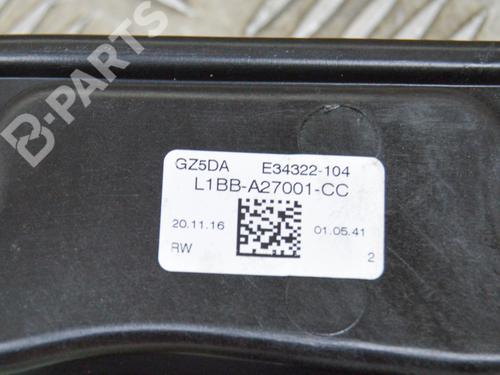 B-PARTS
GZ5DA E34322-104
L1BB-A27001-CC
20.11.16 01.05.41
RW 2